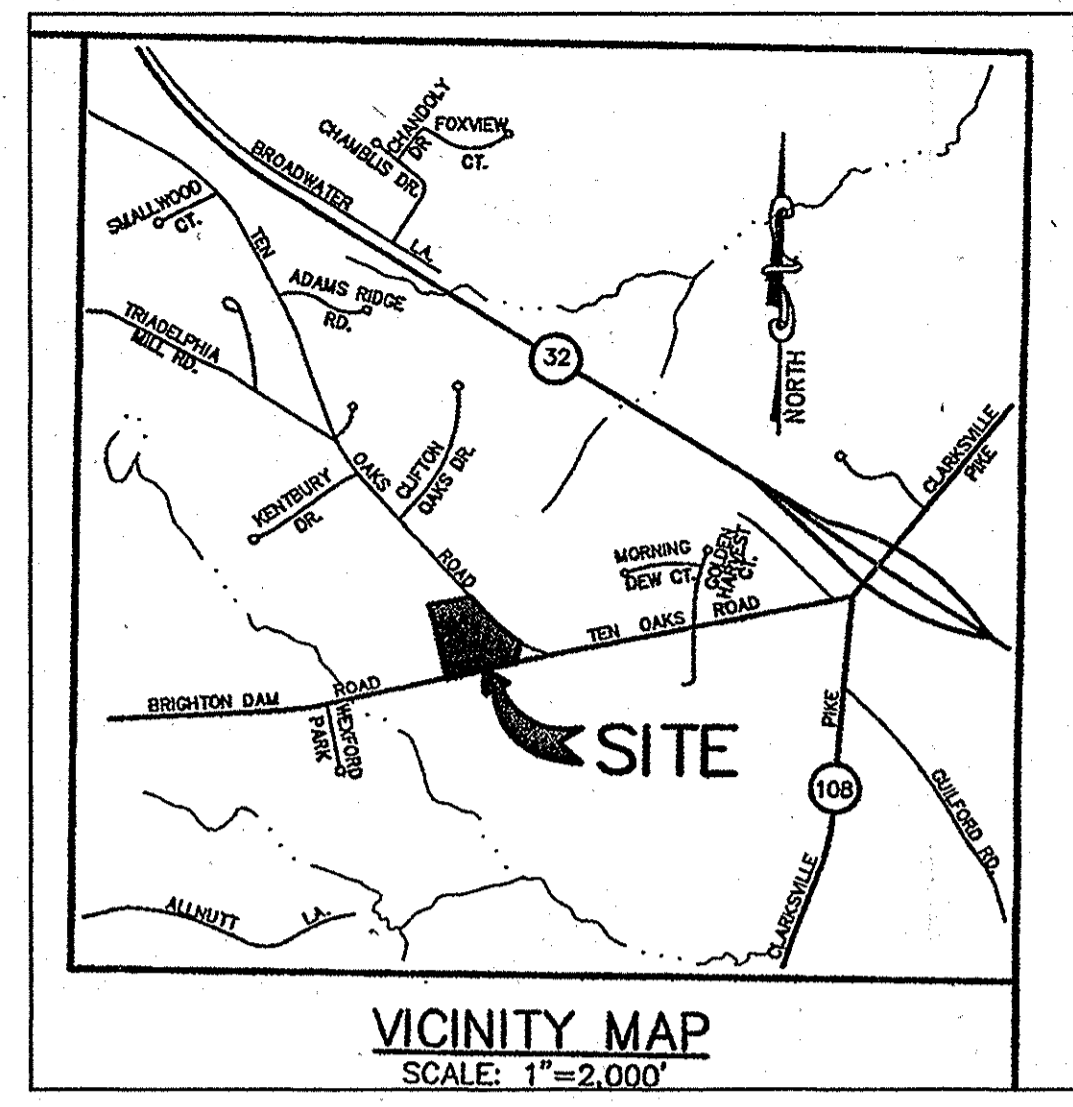 CHANDOLY
DR
FOXVIEW
CT.
CHAMBLIS DR.
BROADWATER
LA.
SMALLWOOD
CT.
TEN
ADAMS RIDGE
RD.
TRIADELPHIA
MILL RD.
32
NORTH
CLARKSVILLE
PIKE
OAKS
CLIFTON
OAKS DR.
KENTBURY
DR.
ROAD
MORNING
DEW CT.
GOLDEN
HARVEST
CT.
TEN OAKS ROAD
BRIGHTON DAM ROAD
WEXFORD
PARK
SITE
PIKE
108
GUILFORD RD.
CLARKSVILLE
ALLNUTT LA.
VICINITY MAP
SCALE: 1"=2,000'